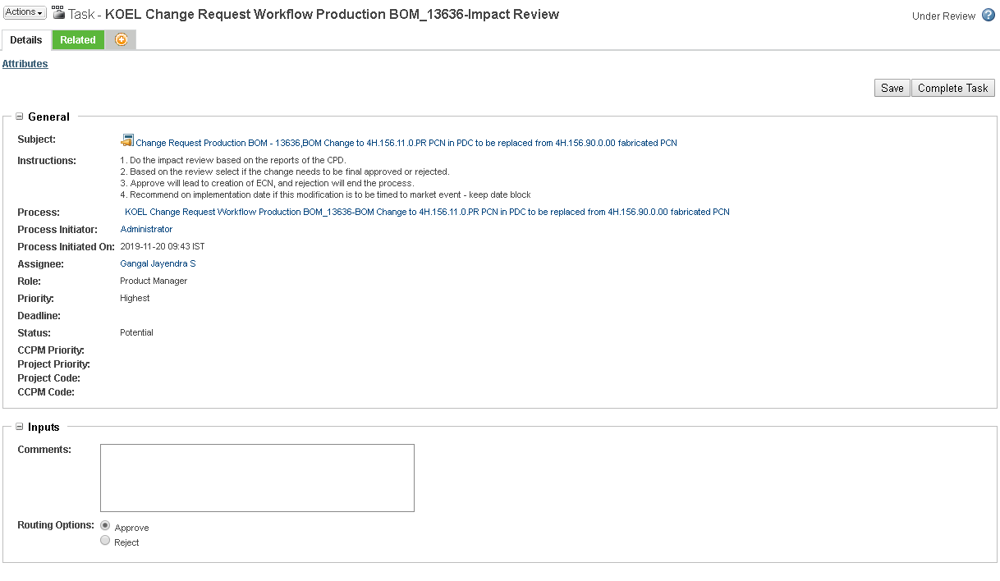 Actions
Task - KOEL Change Request Workflow Production BOM_13636-Impact Review
Under Review
Details
Related
Attributes
Save
Complete Task
General
Subject: Change Request Production BOM - 13636,BOM Change to 4H.156.11.0.PR PCN in PDC to be replaced from 4H.156.90.0.00 fabricated PCN
Instructions: 1. Do the impact review based on the reports of the CPD.
2. Based on the review select if the change needs to be final approved or rejected.
3. Approve will lead to creation of ECN, and rejection will end the process.
4. Recommend on implementation date if this modification is to be timed to market event - keep date block
Process: KOEL Change Request Workflow Production BOM_13636-BOM Change to 4H.156.11.0.PR PCN in PDC to be replaced from 4H.156.90.0.00 fabricated PCN
Process Initiator: Administrator
Process Initiated On: 2019-11-20 09:43 IST
Assignee: Gangal Jayendra S
Role: Product Manager
Priority: Highest
Deadline:
Status: Potential
CCPM Priority:
Project Priority:
Project Code:
CCPM Code:
Inputs
Comments:
Routing Options: Approve
Reject